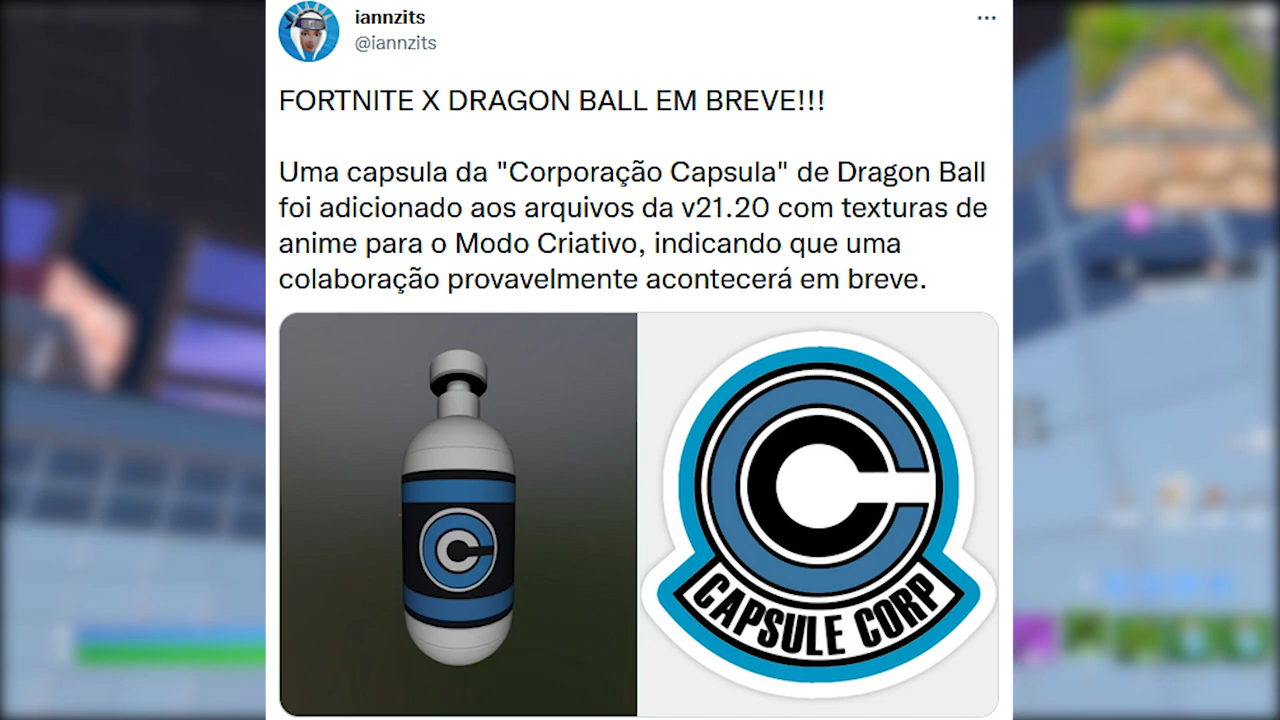 iannzits
@iannzits
FORTNITE X DRAGON BALL EM BREVE!!!
Uma capsula da "Corporação Capsula" de Dragon Ball
foi adicionado aos arquivos da v21.20 com texturas de
anime para o Modo Criativo, indicando que uma
colaboração provavelmente acontecerá em breve.
CAPSULE CORP